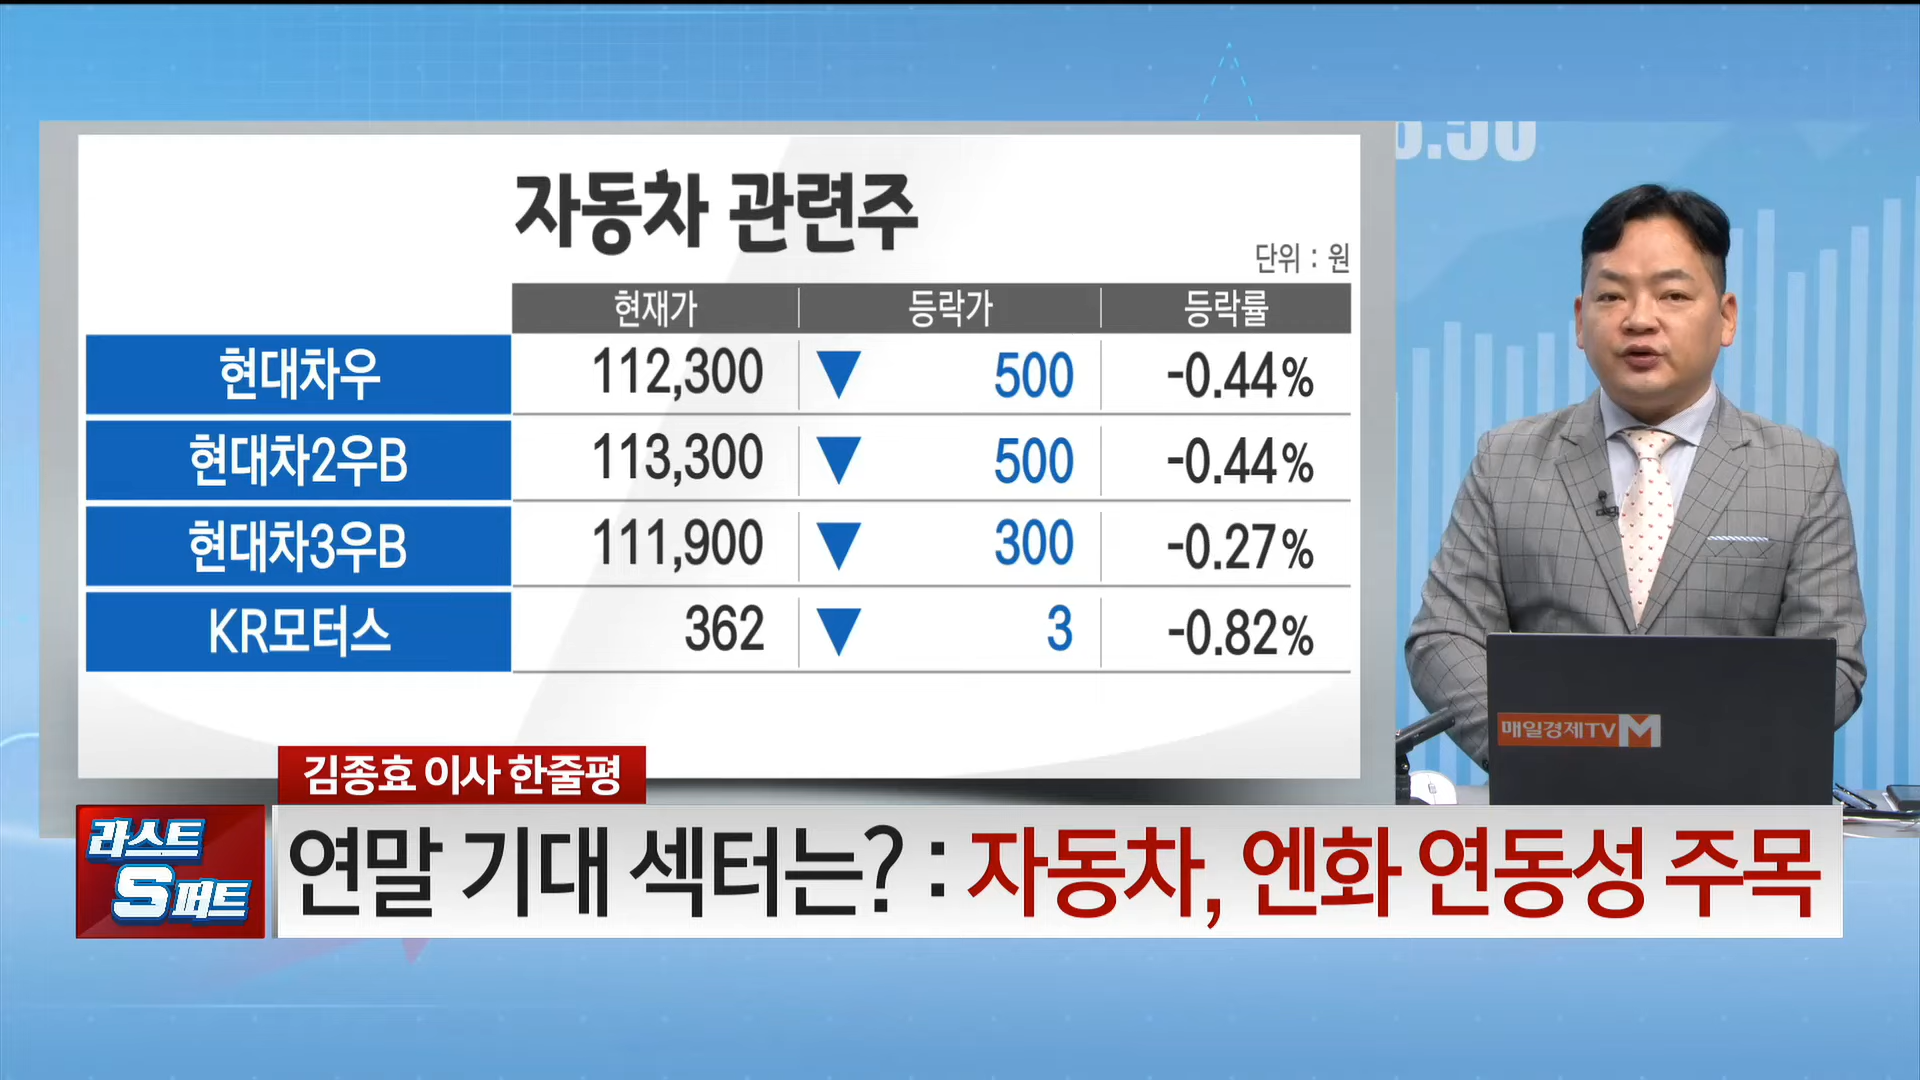 자동차 관련주
단위 : 원
현재가 등락가 등락률
현대차우 112,300 ▼ 500 -0.44%
현대차2우B 113,300 ▼ 500 -0.44%
현대차3우B 111,900 ▼ 300 -0.27%
KR모터스 362 ▼ 3 -0.82%
매일경제TV M
김종효 이사 한줄평
라스트
S퍼트
연말 기대 섹터는? : 자동차, 엔화 연동성 주목